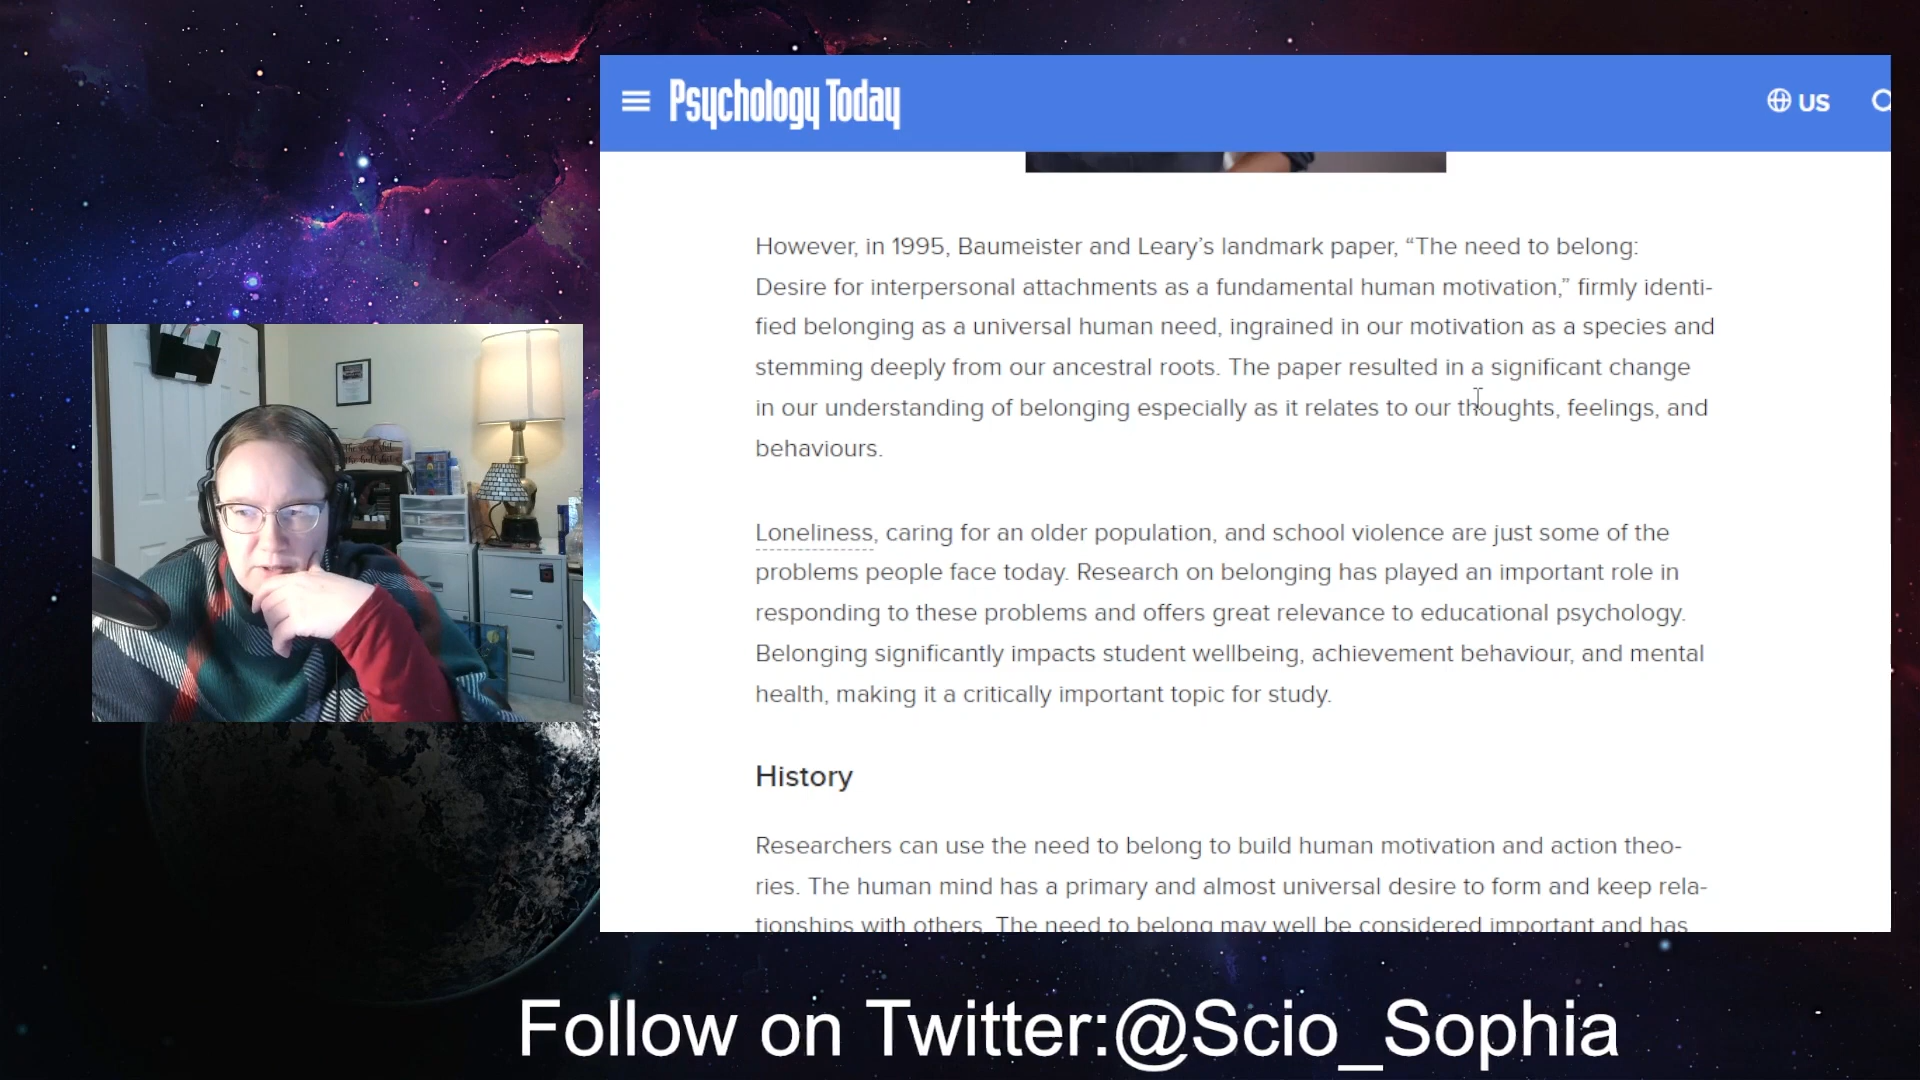 Psychology Today
US
However, in 1995, Baumeister and Leary’s landmark paper, “The need to belong:
Desire for interpersonal attachments as a fundamental human motivation,” firmly identi-
fied belonging as a universal human need, ingrained in our motivation as a species and
stemming deeply from our ancestral roots. The paper resulted in a significant change
in our understanding of belonging especially as it relates to our thoughts, feelings, and
behaviours.
Loneliness, caring for an older population, and school violence are just some of the
problems people face today. Research on belonging has played an important role in
responding to these problems and offers great relevance to educational psychology.
Belonging significantly impacts student wellbeing, achievement behaviour, and mental
health, making it a critically important topic for study.
History
Researchers can use the need to belong to build human motivation and action theo-
ries. The human mind has a primary and almost universal desire to form and keep rela-
tionships with others. The need to belong may well be considered important and has
Follow on Twitter:@Scio_Sophia